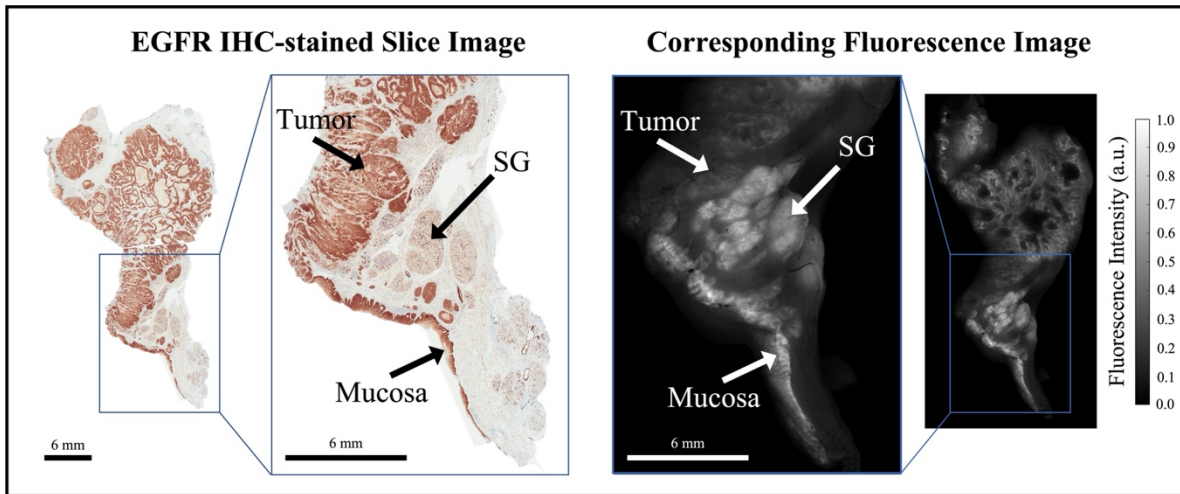 EGFR IHC-stained Slice Image
Corresponding Fluorescence Image
Tumor
SG
Mucosa
6 mm
6 mm
Tumor
SG
Mucosa
6 mm
Fluorescence Intensity (a.u.)
1.0
0.9
0.8
0.7
0.6
0.5
0.4
0.3
0.2
0.1
0.0